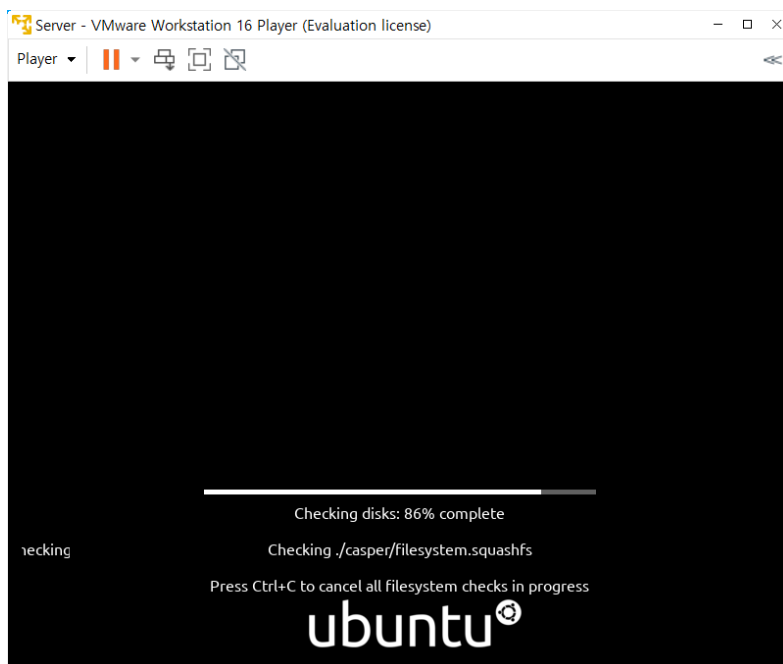 Server - VMware Workstation 16 Player (Evaluation license)
Player
Checking disks: 86% complete
necking
Checking ./casper/filesystem.squashfs
Press Ctrl+C to cancel all filesystem checks in progress
ubuntu